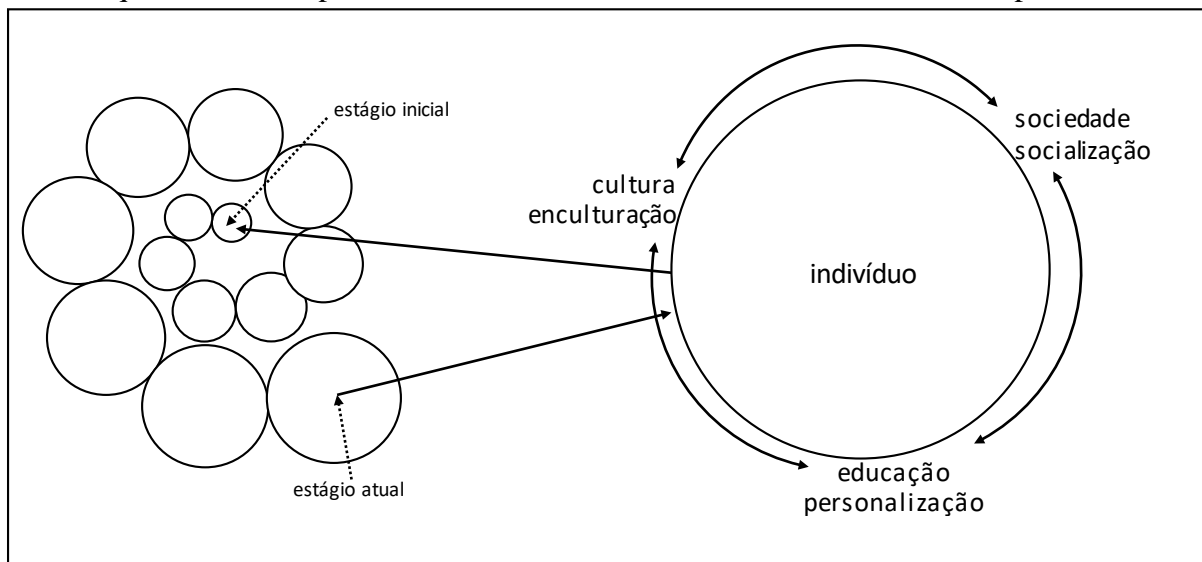 estágio inicial
sociedade
socialização
cultura
enculturação
indivíduo
educação
personalização
estágio atual